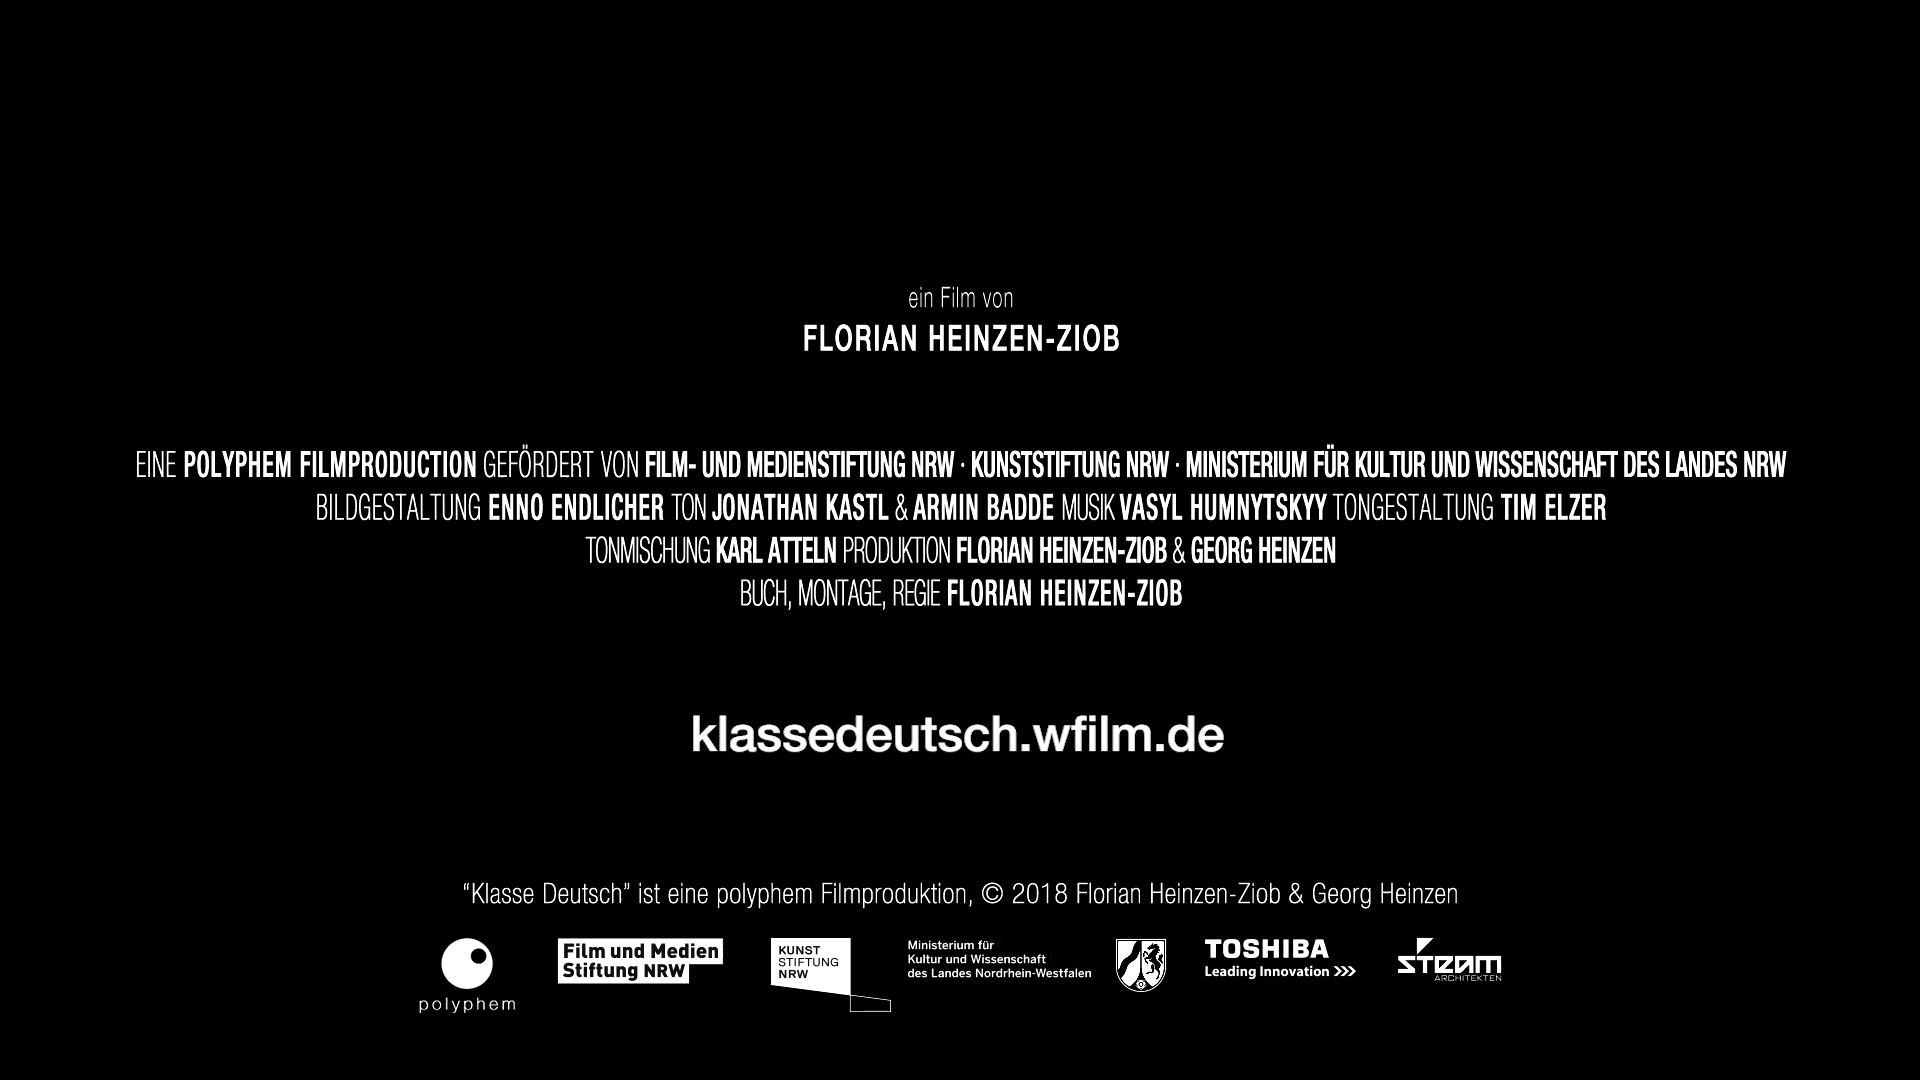 ein Film von
FLORIAN HEINZEN-ZIOB
EINE POLYPHEM FILMPRODUCTION GEFÖRDERT VON FILM- UND MEDIENSTIFTUNG NRW · KUNSTSTIFTUNG NRW · MINISTERIUM FÜR KULTUR UND WISSENSCHAFT DES LANDES NRW
BILDGESTALTUNG ENNO ENDLICHER TON JONATHAN KASTL & ARMIN BADDE MUSIK VASYL HUMNYTSKYY TONGESTALTUNG TIM ELZER
TONMISCHUNG KARL ATTELN PRODUKTION FLORIAN HEINZEN-ZIOB & GEORG HEINZEN
BUCH, MONTAGE, REGIE FLORIAN HEINZEN-ZIOB
klassedeutsch.wfilm.de
“Klasse Deutsch” ist eine polyphem Filmproduktion, © 2018 Florian Heinzen-Ziob & Georg Heinzen
polyphem
Film und Medien
Stiftung NRW
KUNST
STIFTUNG
NRW
Ministerium für
Kultur und Wissenschaft
des Landes Nordrhein-Westfalen
TOSHIBA
Leading Innovation >>>
STEAM
ARCHITEKTEN